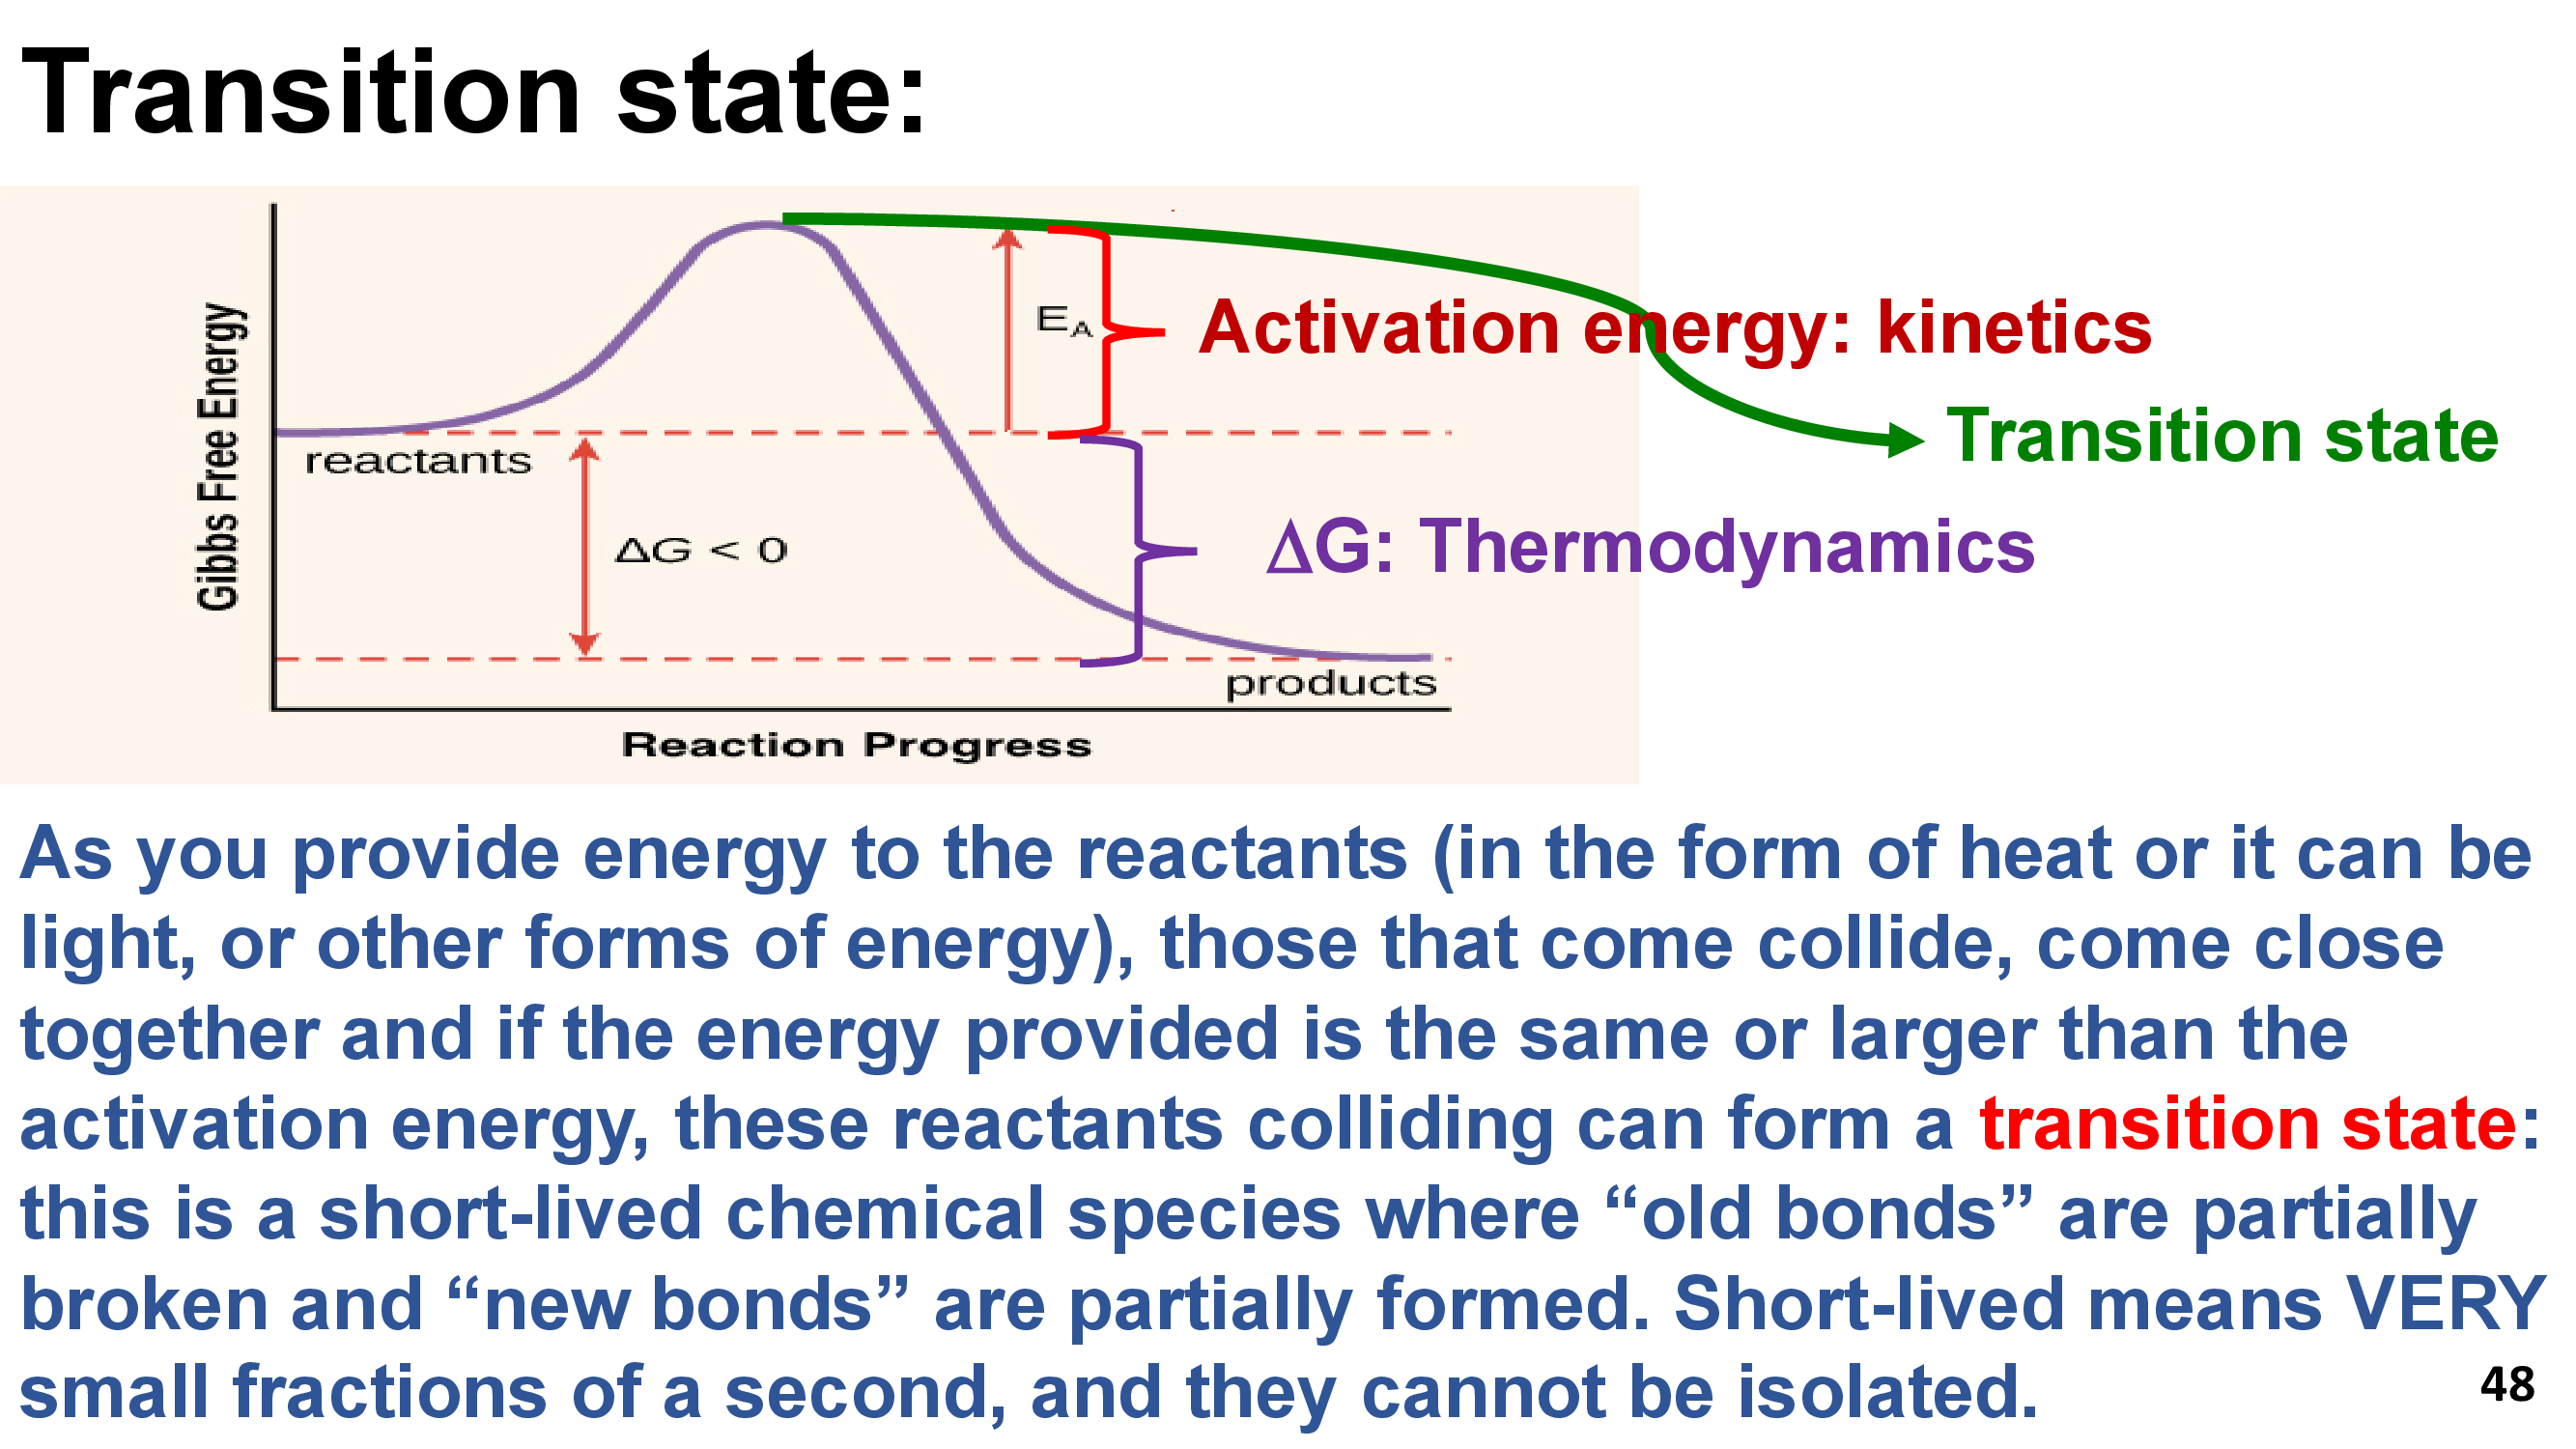 Transition state:
Gibbs Free Energy
E_A
Activation energy: kinetics
reactants
Transition state
ΔG < 0
ΔG: Thermodynamics
products
Reaction Progress
As you provide energy to the reactants (in the form of heat or it can be
light, or other forms of energy), those that come collide, come close
together and if the energy provided is the same or larger than the
activation energy, these reactants colliding can form a transition state:
this is a short-lived chemical species where “old bonds” are partially
broken and “new bonds” are partially formed. Short-lived means VERY
small fractions of a second, and they cannot be isolated.
48